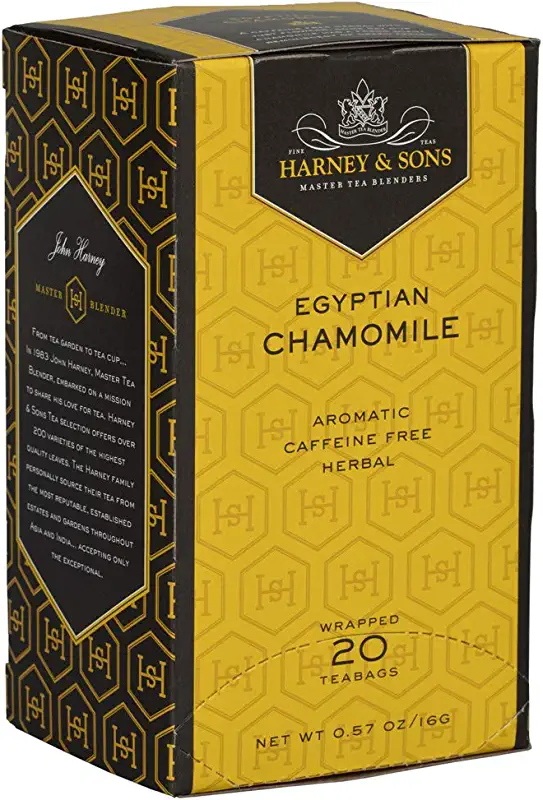 FINE TEAS
MASTER TEA BLENDER
HARNEY & SONS
MASTER TEA BLENDERS
EGYPTIAN
CHAMOMILE
AROMATIC
CAFFEINE FREE
HERBAL
WRAPPED
20
TEABAGS
NET WT 0.57 OZ/16G
John Harney
MASTER HS BLENDER
FROM TEA GARDEN TO TEA CUP...
IN 1983 JOHN HARNEY, MASTER TEA
BLENDER, EMBARKED ON A MISSION
TO SHARE HIS LOVE FOR TEA. HARNEY
& SONS TEA SELECTION OFFERS OVER
200 VARIETIES OF THE HIGHEST
QUALITY LEAVES. THE HARNEY FAMILY
PERSONALLY SOURCE THEIR TEA FROM
THE MOST REPUTABLE, ESTABLISHED
ESTATES AND GARDENS THROUGHOUT
ASIA AND INDIA... ACCEPTING ONLY
THE EXCEPTIONAL.